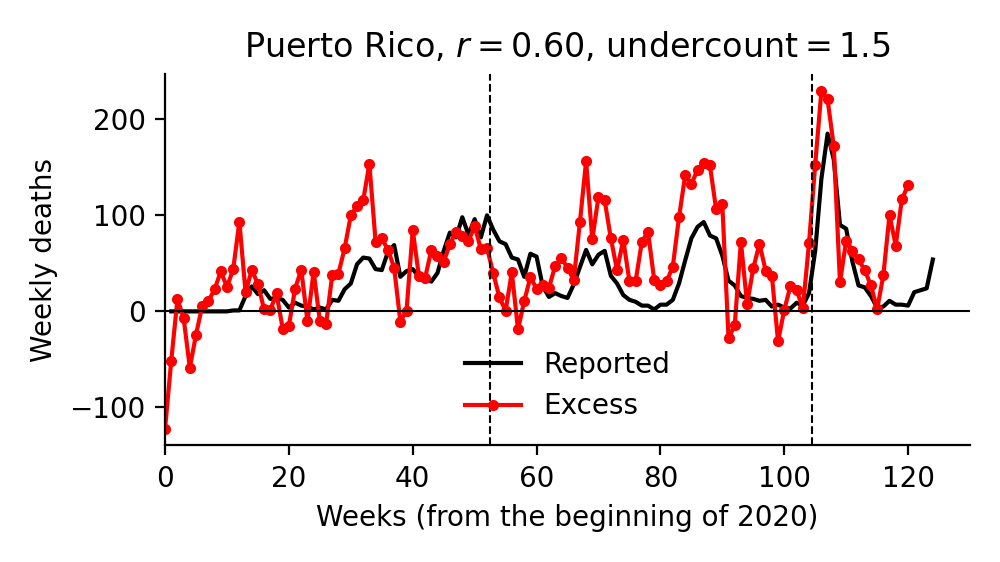 Puerto Rico, r = 0.60, undercount = 1.5
Weekly deaths
200
100
0
−100
Reported
Excess
0 20 40 60 80 100 120
Weeks (from the beginning of 2020)